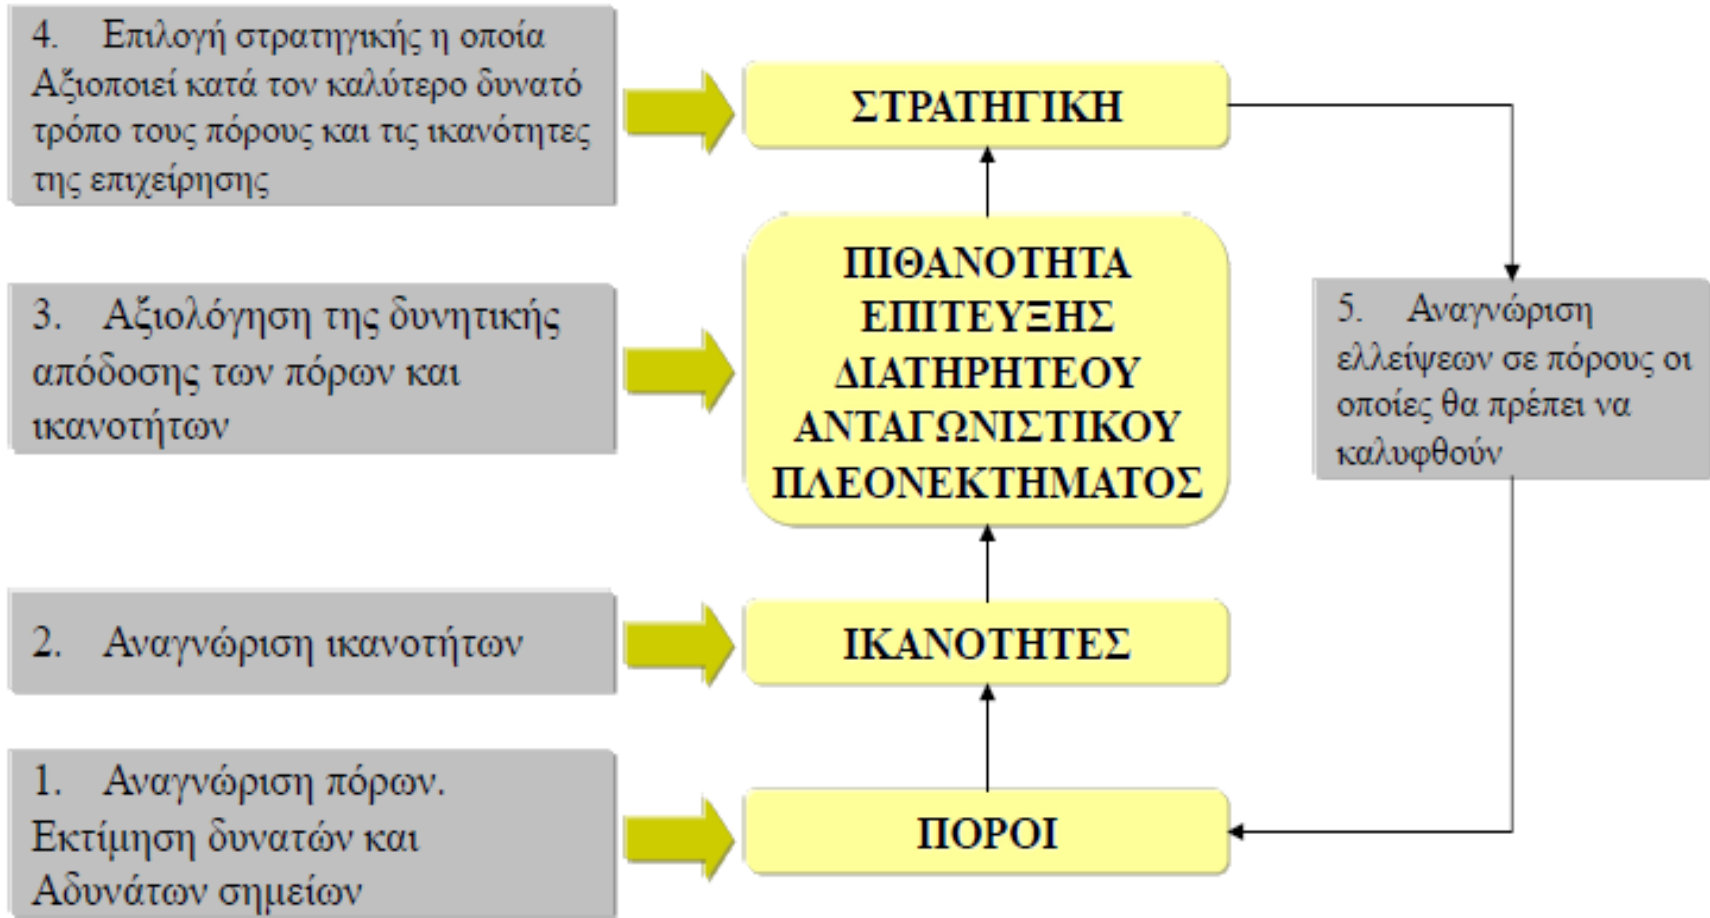 4. Επιλογή στρατηγικής η οποία
Αξιοποιεί κατά τον καλύτερο δυνατό
τρόπο τους πόρους και τις ικανότητες
της επιχείρησης
ΣΤΡΑΤΗΓΙΚΗ
3. Αξιολόγηση της δυνητικής
απόδοσης των πόρων και
ικανοτήτων
ΠΙΘΑΝΟΤΗΤΑ
ΕΠΙΤΕΥΞΗΣ
ΔΙΑΤΗΡΗΤΕΟΥ
ΑΝΤΑΓΩΝΙΣΤΙΚΟΥ
ΠΛΕΟΝΕΚΤΗΜΑΤΟΣ
5. Αναγνώριση
ελλείψεων σε πόρους οι
οποίες θα πρέπει να
καλυφθούν
2. Αναγνώριση ικανοτήτων
ΙΚΑΝΟΤΗΤΕΣ
1. Αναγνώριση πόρων.
Εκτίμηση δυνατών και
Αδυνάτων σημείων
ΠΟΡΟΙ